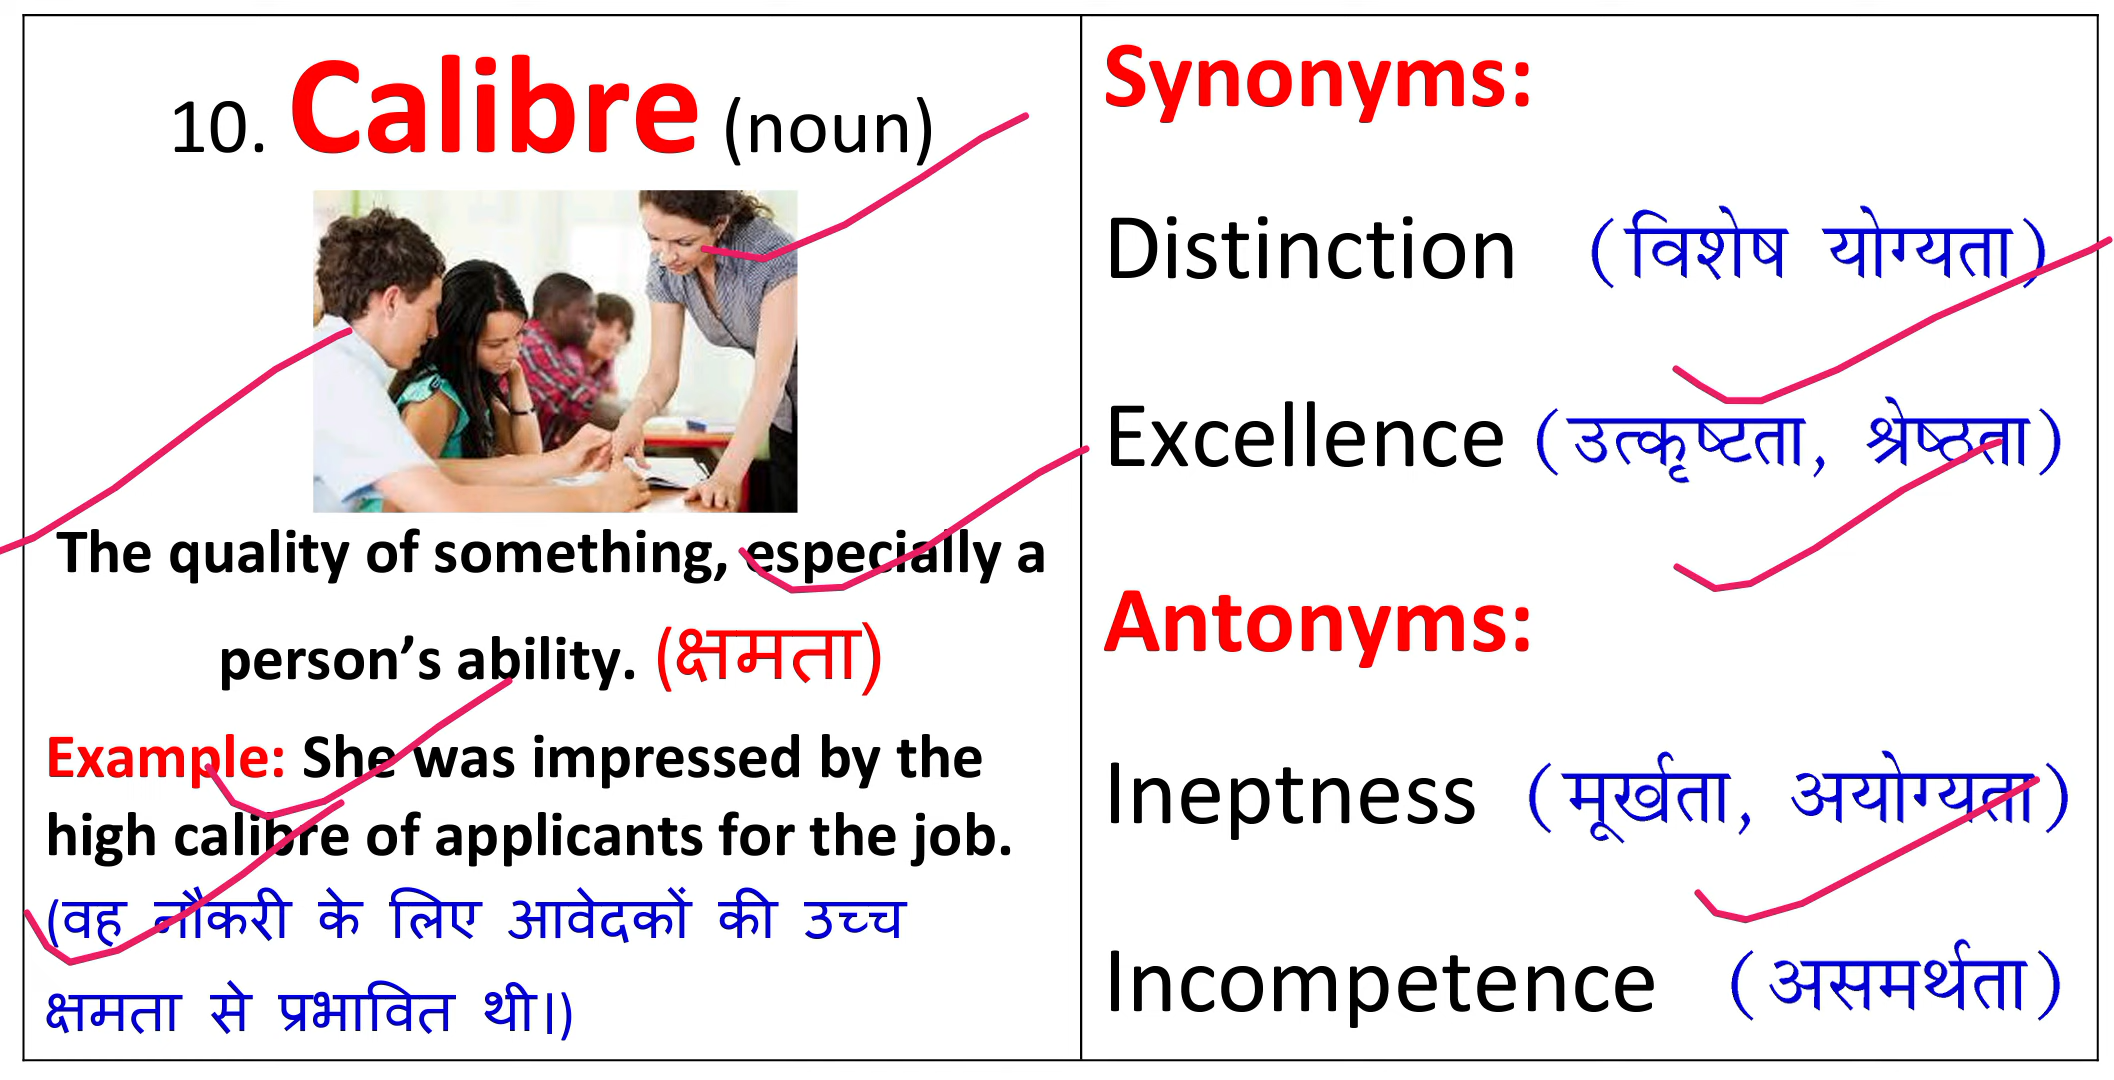 10. Calibre (noun)
The quality of something, especially a
person’s ability. (क्षमता)
Example: She was impressed by the
high calibre of applicants for the job.
(वह नौकरी के लिए आवेदकों की उच्च
क्षमता से प्रभावित थी।)
Synonyms:
Distinction (विशेष योग्यता)
Excellence (उत्कृष्टता, श्रेष्ठता)
Antonyms:
Ineptness (मूर्खता, अयोग्यता)
Incompetence (असमर्थता)